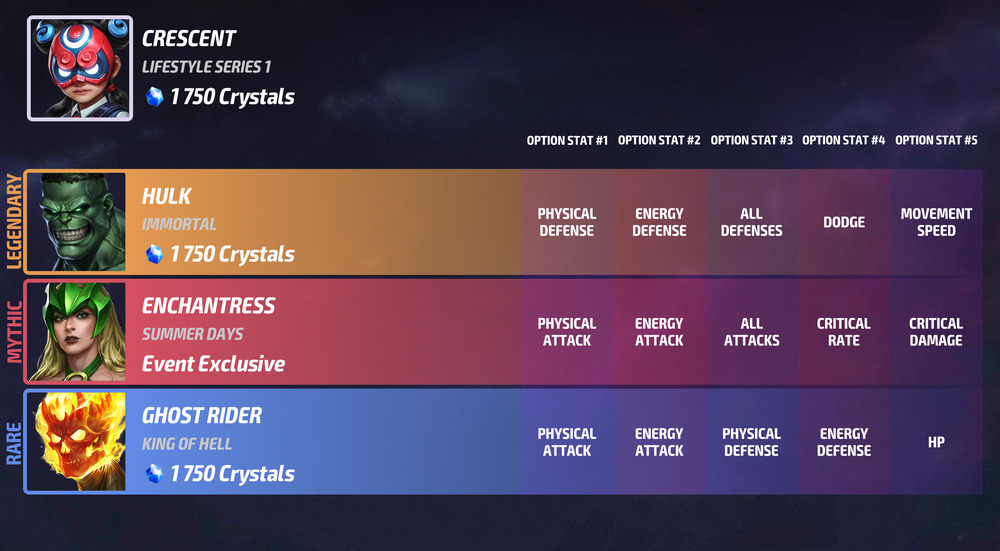 CRESCENT
LIFESTYLE SERIES 1
1 750 Crystals
OPTION STAT #1 OPTION STAT #2 OPTION STAT #3 OPTION STAT #4 OPTION STAT #5
LEGENDARY
HULK
IMMORTAL
1 750 Crystals
PHYSICAL DEFENSE
ENERGY DEFENSE
ALL DEFENSES
DODGE
MOVEMENT SPEED
MYTHIC
ENCHANTRESS
SUMMER DAYS
Event Exclusive
PHYSICAL ATTACK
ENERGY ATTACK
ALL ATTACKS
CRITICAL RATE
CRITICAL DAMAGE
RARE
GHOST RIDER
KING OF HELL
1 750 Crystals
PHYSICAL ATTACK
ENERGY ATTACK
PHYSICAL DEFENSE
ENERGY DEFENSE
HP